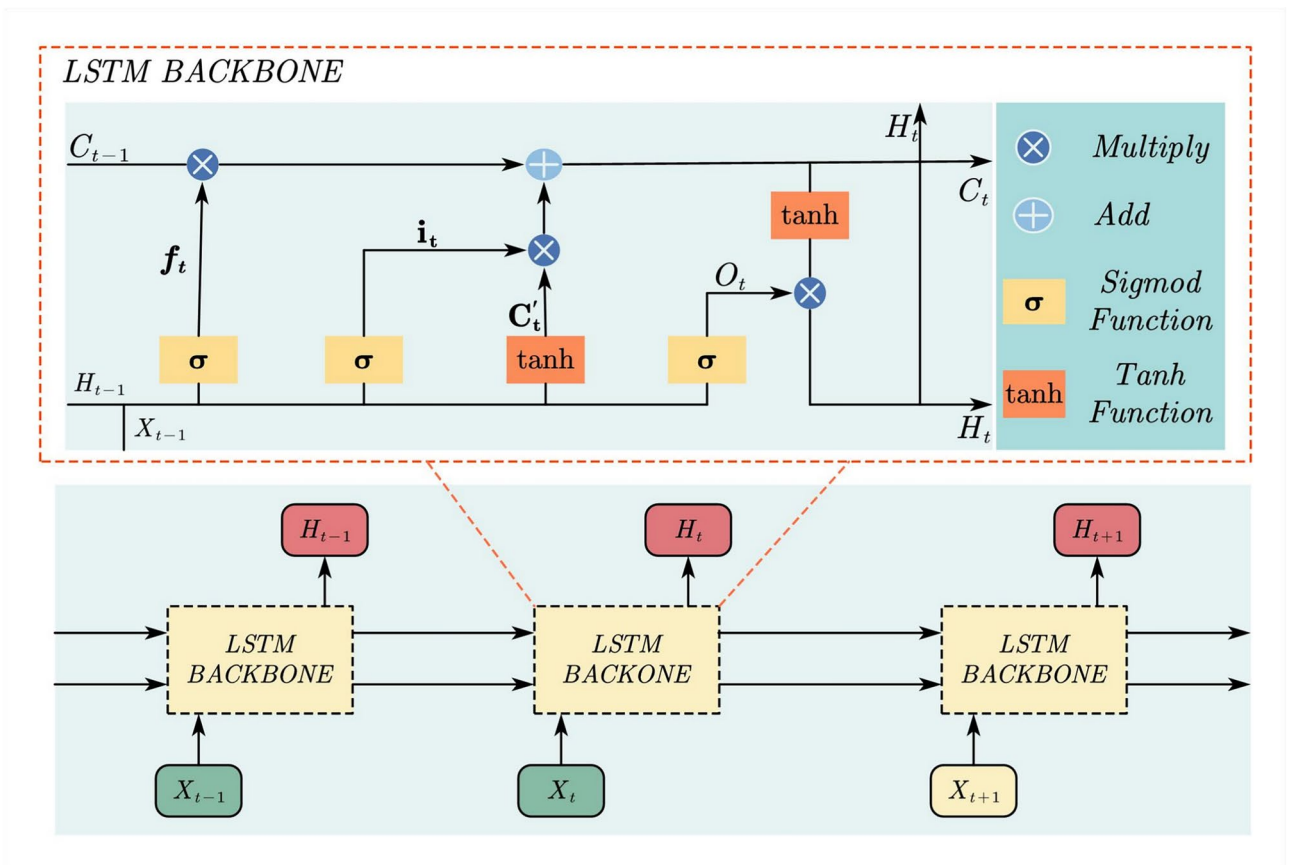 LSTM BACKBONE
C_{t-1}
H_t
Multiply
C_t
tanh
Add
i_t
f_t
O_t
C'_t
Sigmod
Function
σ
σ
σ
tanh
σ
Tanh
Function
tanh
H_{t-1}
X_{t-1}
H_t
H_{t-1}
H_t
H_{t+1}
LSTM
BACKBONE
LSTM
BACKONE
LSTM
BACKBONE
X_{t-1}
X_t
X_{t+1}